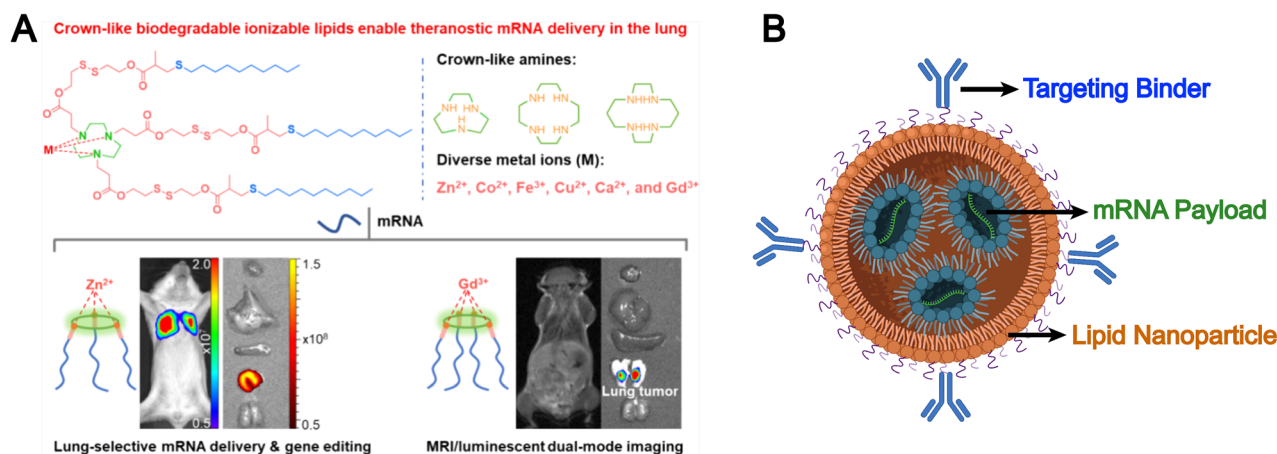 A
Crown-like biodegradable ionizable lipids enable theranostic mRNA delivery in the lung
S S O O S
O O
O
N O S S O O S
M N
N
O O S S O O S
Crown-like amines:
NH HN
NH
NH HN
NH HN
NH HN
NH HN
Diverse metal ions (M):
Zn²⁺, Co²⁺, Fe³⁺, Cu²⁺, Ca²⁺, and Gd³⁺
mRNA
Zn²⁺
2.0
x10⁷
0.5
1.5
x10⁸
0.5
Lung-selective mRNA delivery & gene editing
Gd³⁺
Lung tumor
MRI/luminescent dual-mode imaging
B
Targeting Binder
mRNA Payload
Lipid Nanoparticle